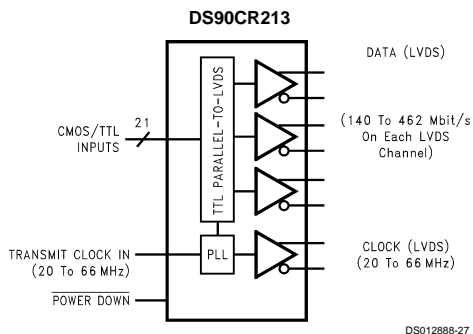 DS90CR213
DATA (LVDS)
21
CMOS/TTL
INPUTS
TTL PARALLEL-TO-LVDS
(140 To 462 Mbit/s
On Each LVDS
Channel)
TRANSMIT CLOCK IN
(20 To 66 MHz)
PLL
CLOCK (LVDS)
(20 To 66 MHz)
POWER DOWN
DS012888-27